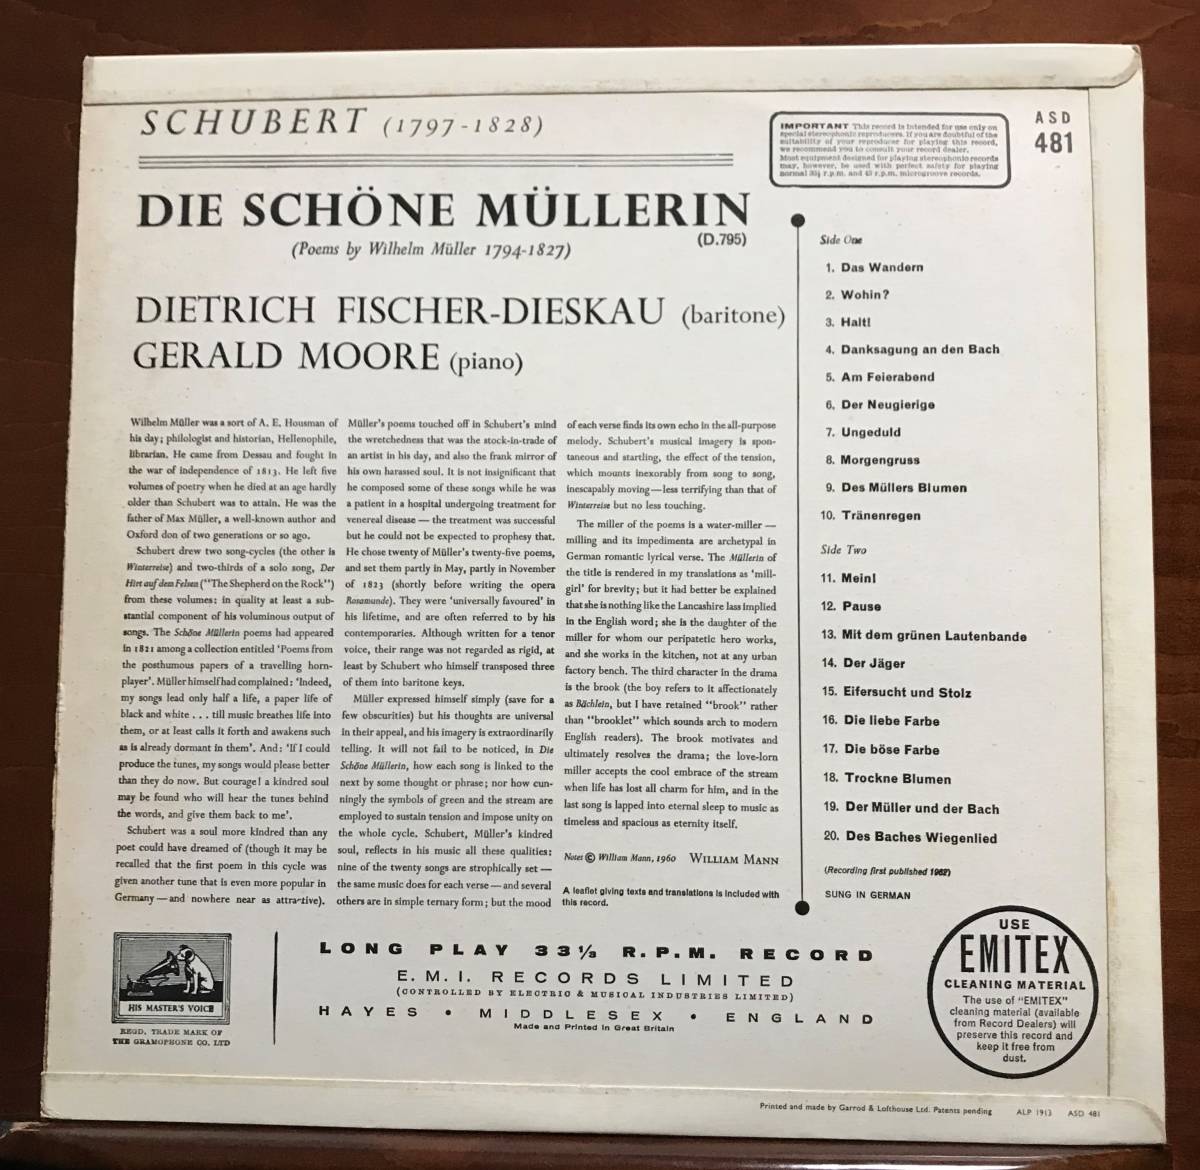 SCHUBERT (1797-1828)
DIE SCHÖNE MÜLLERIN
(D.795)
(Poems by Wilhelm Müller 1794-1827)
DIETRICH FISCHER-DIESKAU (baritone)
GERALD MOORE (piano)
IMPORTANT This record is intended for use only on
special stereophonic reproducers. If you are doubtful of the
suitability of your reproducer for playing this record,
we recommend you to consult your record dealer.
Most equipment designed for playing stereophonic records
may, however, be used with perfect safety for playing
normal 33⅓ r.p.m. and 45 r.p.m. microgroove records.
ASD
481
Wilhelm Müller was a sort of A. E. Housman of
his day; philologist and historian, Hellenophile,
librarian. He came from Dessau and fought in
the war of independence of 1813. He left five
volumes of poetry when he died at an age hardly
older than Schubert was to attain. He was the
father of Max Müller, a well-known author and
Oxford don of two generations or so ago.
Schubert drew two song-cycles (the other is
Winterreise) and two-thirds of a solo song, Der
Hirt auf dem Felsen ("The Shepherd on the Rock")
from these volumes: in quality at least a sub-
stantial component of his voluminous output of
songs. The Schöne Müllerin poems had appeared
in 1821 among a collection entitled 'Poems from
the posthumous papers of a travelling horn-
player'. Müller himself had complained: 'Indeed,
my songs lead only half a life, a paper life of
black and white . . . till music breathes life into
them, or at least calls it forth and awakens such
as is already dormant in them'. And: 'If I could
produce the tunes, my songs would please better
than they do now. But courage! a kindred soul
may be found who will hear the tunes behind
the words, and give them back to me'.
Schubert was a soul more kindred than any
poet could have dreamed of (though it may be
recalled that the first poem in this cycle was
given another tune that is even more popular in
Germany — and nowhere near as attractive).
Müller's poems touched off in Schubert's mind
the wretchedness that was the stock-in-trade of
an artist in his day, and also the frank mirror of
his own harassed soul. It is not insignificant that
he composed some of these songs while he was
a patient in a hospital undergoing treatment for
venereal disease — the treatment was successful
but he could not be expected to prophesy that.
He chose twenty of Müller's twenty-five poems,
and set them partly in May, partly in November
of 1823 (shortly before writing the opera
Rosamunde). They were 'universally favoured' in
his lifetime, and are often referred to by his
contemporaries. Although written for a tenor
voice, their range was not regarded as rigid, at
least by Schubert who himself transposed three
of them into baritone keys.
Müller expressed himself simply (save for a
few obscurities) but his thoughts are universal
in their appeal, and his imagery is extraordinarily
telling. It will not fail to be noticed, in Die
Schöne Müllerin, how each song is linked to the
next by some thought or phrase; nor how cun-
ningly the symbols of green and the stream are
employed to sustain tension and impose unity on
the whole cycle. Schubert, Müller's kindred
soul, reflects in his music all these qualities:
nine of the twenty songs are strophically set —
the same music does for each verse — and several
others are in simple ternary form; but the mood
of each verse finds its own echo in the all-purpose
melody. Schubert's musical imagery is spon-
taneous and startling, the effect of the tension,
which mounts inexorably from song to song,
inescapably moving — less terrifying than that of
Winterreise but no less touching.
The miller of the poems is a water-miller —
milling and its impedimenta are archetypal in
German romantic lyrical verse. The Müllerin of
the title is rendered in my translations as 'mill-
girl' for brevity; but it had better be explained
that she is nothing like the Lancashire lass implied
in the English word; she is the daughter of the
miller for whom our peripatetic hero works,
and she works in the kitchen, not at any urban
factory bench. The third character in the drama
is the brook (the boy refers to it affectionately
as Bächlein, but I have retained "brook" rather
than "brooklet" which sounds arch to modern
English readers). The brook motivates and
ultimately resolves the drama; the love-lorn
miller accepts the cool embrace of the stream
when life has lost all charm for him, and in the
last song is lapped into eternal sleep to music as
timeless and spacious as eternity itself.
Notes © William Mann, 1960 WILLIAM MANN
A leaflet giving texts and translations is included with
this record.
Side One
1. Das Wandern
2. Wohin?
3. Halt!
4. Danksagung an den Bach
5. Am Feierabend
6. Der Neugierige
7. Ungeduld
8. Morgengruss
9. Des Müllers Blumen
10. Tränenregen
Side Two
11. Mein!
12. Pause
13. Mit dem grünen Lautenbande
14. Der Jäger
15. Eifersucht und Stolz
16. Die liebe Farbe
17. Die böse Farbe
18. Trockne Blumen
19. Der Müller und der Bach
20. Des Baches Wiegenlied
(Recording first published 1962)
SUNG IN GERMAN
HIS MASTER'S VOICE
REGD. TRADE MARK OF
THE GRAMOPHONE CO. LTD
LONG PLAY 33⅓ R.P.M. RECORD
E.M.I. RECORDS LIMITED
(CONTROLLED BY ELECTRIC & MUSICAL INDUSTRIES LIMITED)
HAYES • MIDDLESEX • ENGLAND
Made and Printed in Great Britain
USE
EMITEX
CLEANING MATERIAL
The use of "EMITEX"
cleaning material (available
from Record Dealers) will
preserve this record and
keep it free from
dust.
Printed and made by Garrod & Lofthouse Ltd. Patents pending ALP 1913 ASD 481